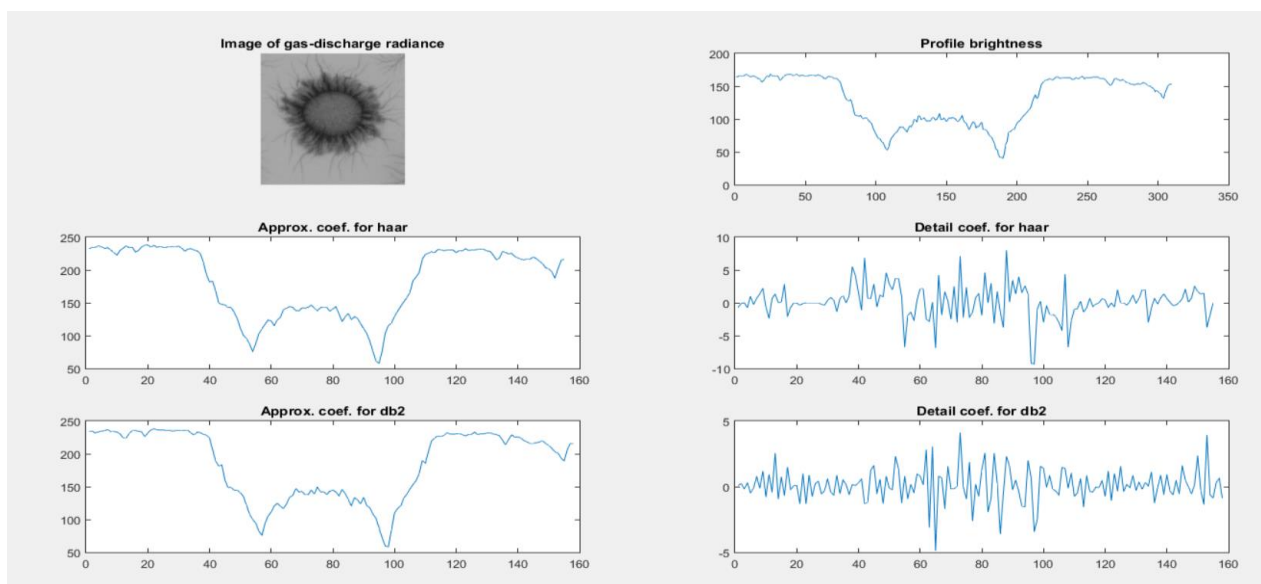 Image of gas-discharge radiance
Profile brightness
200
150
100
50
0
0 50 100 150 200 250 300 350
Approx. coef. for haar
250
200
150
100
50
0 20 40 60 80 100 120 140 160
Detail coef. for haar
10
5
0
-5
-10
0 20 40 60 80 100 120 140 160
Approx. coef. for db2
250
200
150
100
50
0 20 40 60 80 100 120 140 160
Detail coef. for db2
5
0
-5
0 20 40 60 80 100 120 140 160